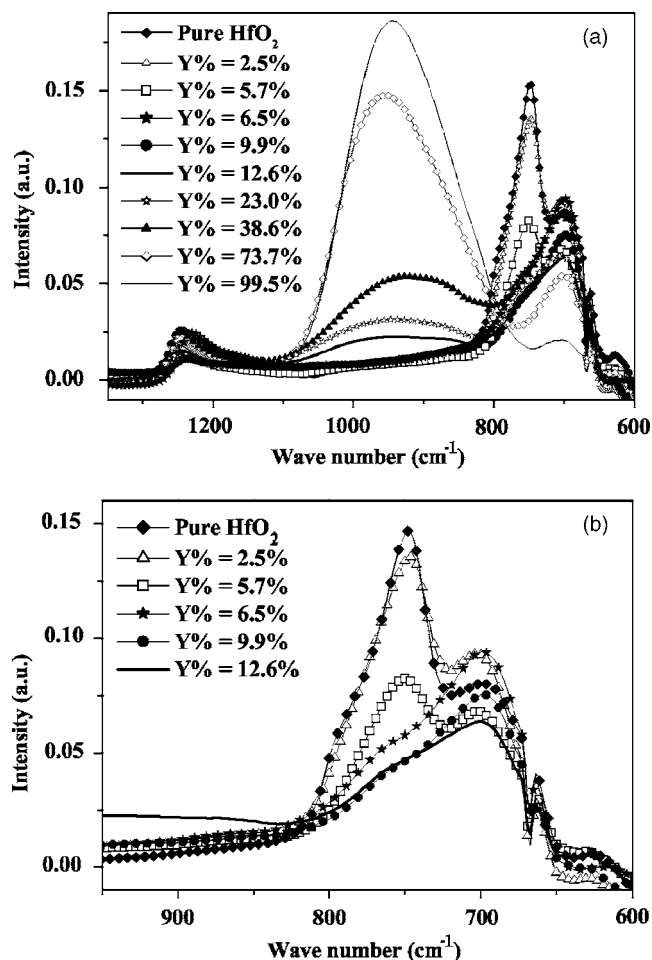 (a)
Pure HfO₂
Y% = 2.5%
Y% = 5.7%
Y% = 6.5%
Y% = 9.9%
Y% = 12.6%
Y% = 23.0%
Y% = 38.6%
Y% = 73.7%
Y% = 99.5%
Intensity (a.u.)
0.15
0.10
0.05
0.00
1200 1000 800 600
Wave number (cm⁻¹)
(b)
Pure HfO₂
Y% = 2.5%
Y% = 5.7%
Y% = 6.5%
Y% = 9.9%
Y% = 12.6%
Intensity (a.u.)
0.15
0.10
0.05
0.00
900 800 700 600
Wave number (cm⁻¹)